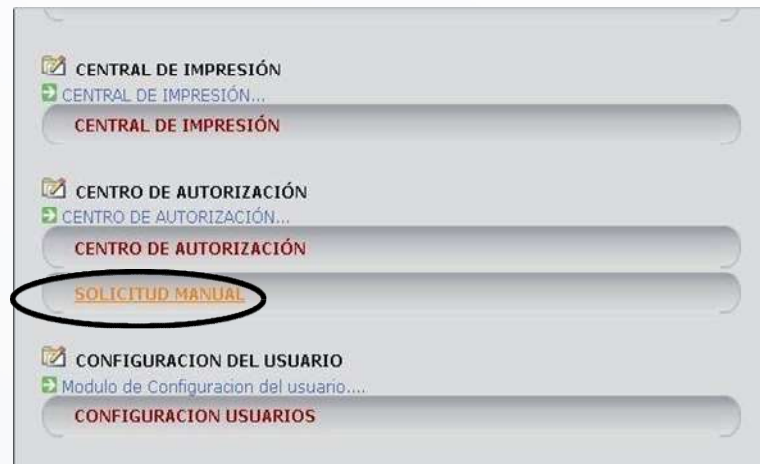 CENTRAL DE IMPRESIÓN
CENTRAL DE IMPRESIÓN...
CENTRAL DE IMPRESIÓN
CENTRO DE AUTORIZACIÓN
CENTRO DE AUTORIZACIÓN...
CENTRO DE AUTORIZACIÓN
SOLICITUD MANUAL
CONFIGURACION DEL USUARIO
Modulo de Configuracion del usuario....
CONFIGURACION USUARIOS